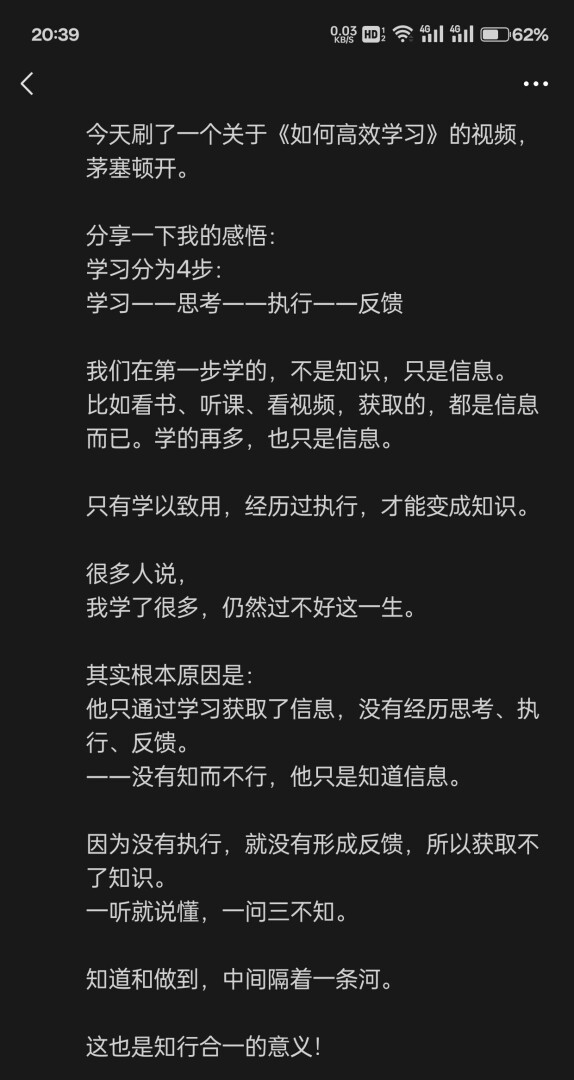 20:39
0.03 KB/S HD 1 2 4G 4G 62%
今天刷了一个关于《如何高效学习》的视频，
茅塞顿开。
分享一下我的感悟：
学习分为4步：
学习——思考——执行——反馈
我们在第一步学的，不是知识，只是信息。
比如看书、听课、看视频，获取的，都是信息
而已。学的再多，也只是信息。
只有学以致用，经历过执行，才能变成知识。
很多人说，
我学了很多，仍然过不好这一生。
其实根本原因是：
他只通过学习获取了信息，没有经历思考、执
行、反馈。
——没有知而不行，他只是知道信息。
因为没有执行，就没有形成反馈，所以获取不
了知识。
一听就说懂，一问三不知。
知道和做到，中间隔着一条河。
这也是知行合一的意义！